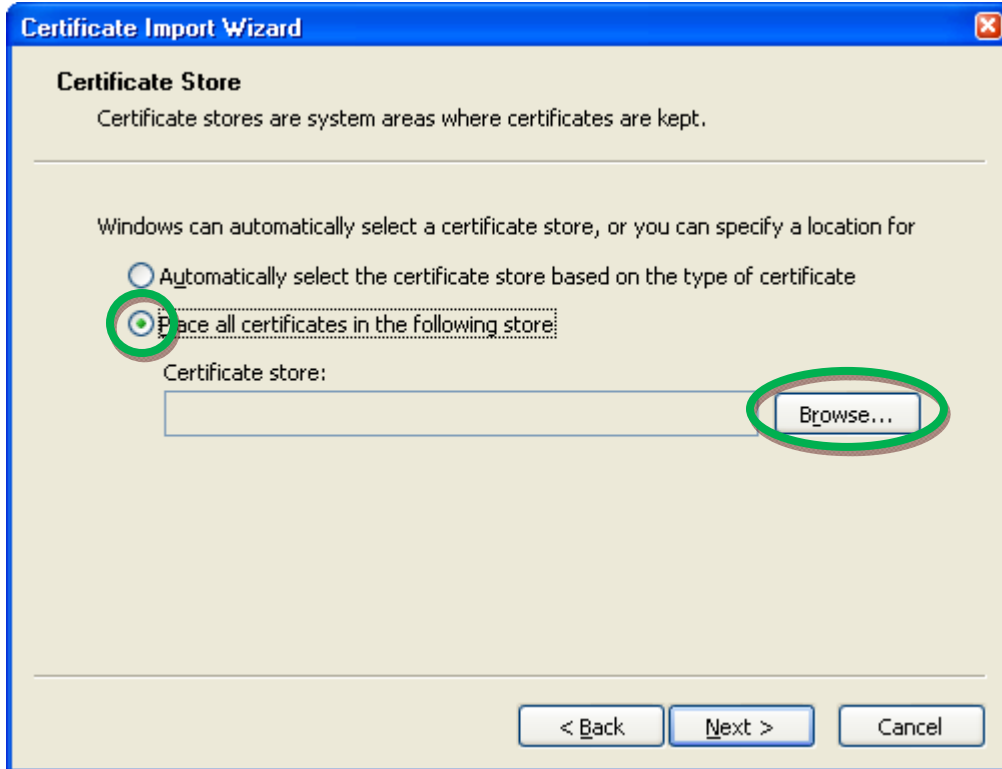 Certificate Import Wizard
Certificate Store
Certificate stores are system areas where certificates are kept.
Windows can automatically select a certificate store, or you can specify a location for
Automatically select the certificate store based on the type of certificate
Place all certificates in the following store
Certificate store:
Browse...
< Back
Next >
Cancel